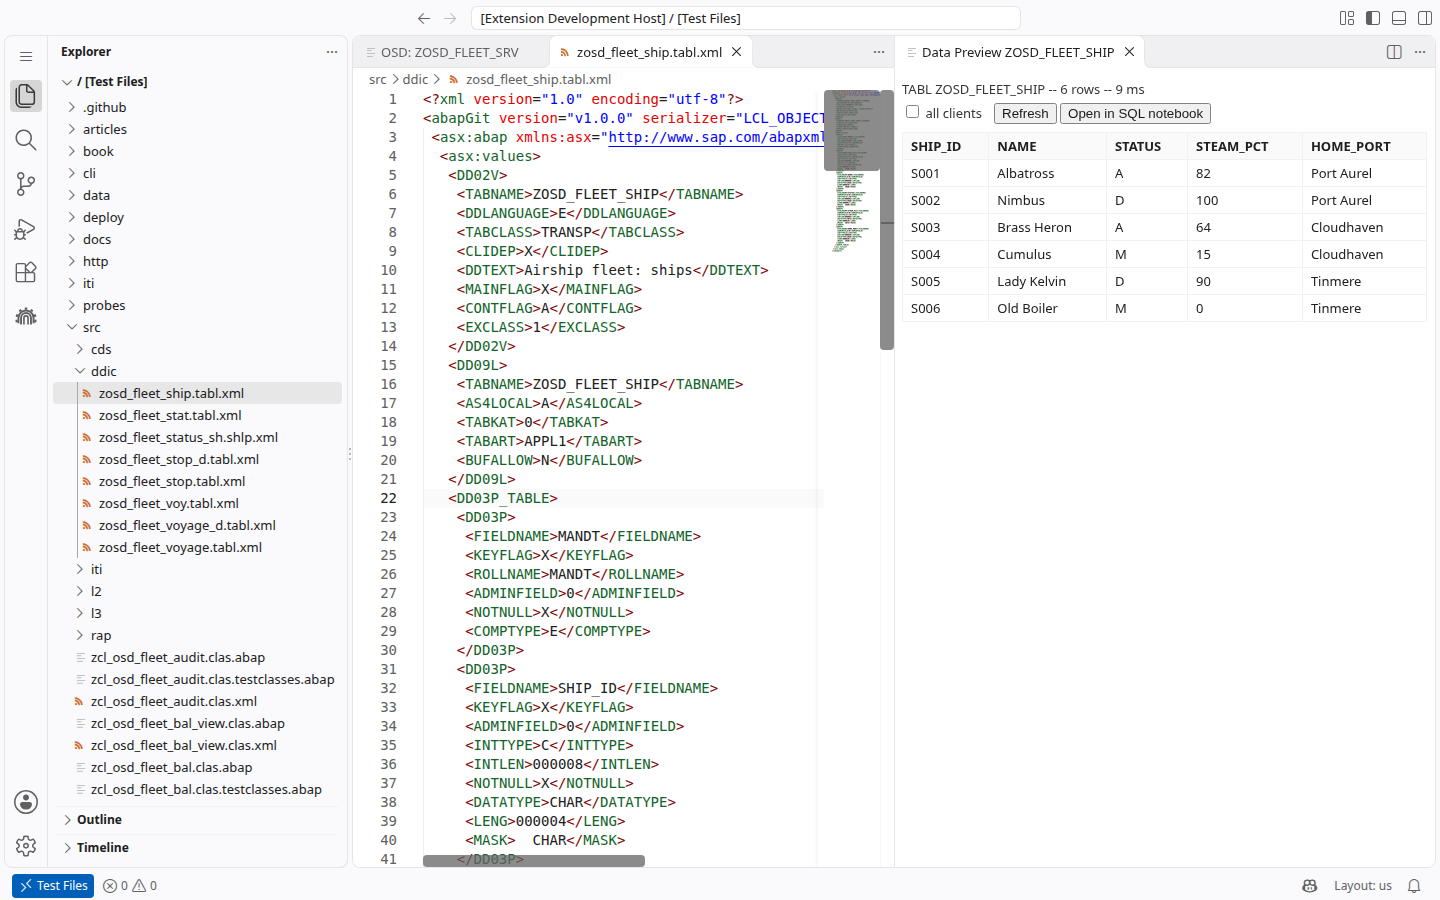 [Extension Development Host] / [Test Files]
Explorer
/ [Test Files]
.github
articles
book
cli
data
deploy
docs
http
iti
probes
src
cds
ddic
zosd_fleet_ship.tabl.xml
zosd_fleet_stat.tabl.xml
zosd_fleet_status_sh.shlp.xml
zosd_fleet_stop_d.tabl.xml
zosd_fleet_stop.tabl.xml
zosd_fleet_voy.tabl.xml
zosd_fleet_voyage_d.tabl.xml
zosd_fleet_voyage.tabl.xml
iti
l2
l3
rap
zcl_osd_fleet_audit.clas.abap
zcl_osd_fleet_audit.clas.testclasses.abap
zcl_osd_fleet_audit.clas.xml
zcl_osd_fleet_bal_view.clas.abap
zcl_osd_fleet_bal_view.clas.xml
zcl_osd_fleet_bal.clas.abap
zcl_osd_fleet_bal.clas.testclasses.abap
Outline
Timeline
OSD: ZOSD_FLEET_SRV
zosd_fleet_ship.tabl.xml
src > ddic > zosd_fleet_ship.tabl.xml
1 <?xml version="1.0" encoding="utf-8"?>
2 <abapGit version="v1.0.0" serializer="LCL_OBJECT
3 <asx:abap xmlns:asx="http://www.sap.com/abapxml
4 <asx:values>
5 <DD02V>
6 <TABNAME>ZOSD_FLEET_SHIP</TABNAME>
7 <DDLANGUAGE>E</DDLANGUAGE>
8 <TABCLASS>TRANSP</TABCLASS>
9 <CLIDEP>X</CLIDEP>
10 <DDTEXT>Airship fleet: ships</DDTEXT>
11 <MAINFLAG>X</MAINFLAG>
12 <CONTFLAG>A</CONTFLAG>
13 <EXCLASS>1</EXCLASS>
14 </DD02V>
15 <DD09L>
16 <TABNAME>ZOSD_FLEET_SHIP</TABNAME>
17 <AS4LOCAL>A</AS4LOCAL>
18 <TABKAT>0</TABKAT>
19 <TABART>APPL1</TABART>
20 <BUFALLOW>N</BUFALLOW>
21 </DD09L>
22 <DD03P_TABLE>
23 <DD03P>
24 <FIELDNAME>MANDT</FIELDNAME>
25 <KEYFLAG>X</KEYFLAG>
26 <ROLLNAME>MANDT</ROLLNAME>
27 <ADMINFIELD>0</ADMINFIELD>
28 <NOTNULL>X</NOTNULL>
29 <COMPTYPE>E</COMPTYPE>
30 </DD03P>
31 <DD03P>
32 <FIELDNAME>SHIP_ID</FIELDNAME>
33 <KEYFLAG>X</KEYFLAG>
34 <ADMINFIELD>0</ADMINFIELD>
35 <INTTYPE>C</INTTYPE>
36 <INTLEN>000008</INTLEN>
37 <NOTNULL>X</NOTNULL>
38 <DATATYPE>CHAR</DATATYPE>
39 <LENG>000004</LENG>
40 <MASK>  CHAR</MASK>
41 </DD03P>
Data Preview ZOSD_FLEET_SHIP
TABL ZOSD_FLEET_SHIP -- 6 rows -- 9 ms
all clients Refresh Open in SQL notebook
SHIP_ID NAME STATUS STEAM_PCT HOME_PORT
S001 Albatross A 82 Port Aurel
S002 Nimbus D 100 Port Aurel
S003 Brass Heron A 64 Cloudhaven
S004 Cumulus M 15 Cloudhaven
S005 Lady Kelvin D 90 Tinmere
S006 Old Boiler M 0 Tinmere
Test Files 0 0 Layout: us